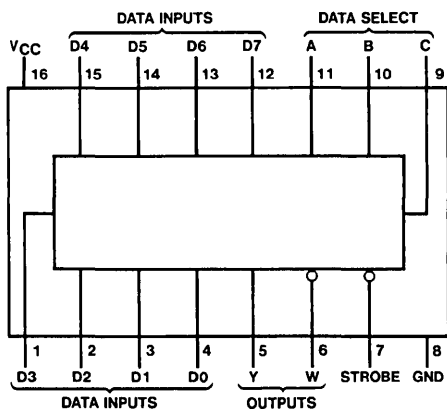 DATA INPUTS DATA SELECT
VCC D4 D5 D6 D7 A B C
16 15 14 13 12 11 10 9
1 2 3 4 5 6 7 8
D3 D2 D1 D0 Y W STROBE GND
DATA INPUTS OUTPUTS